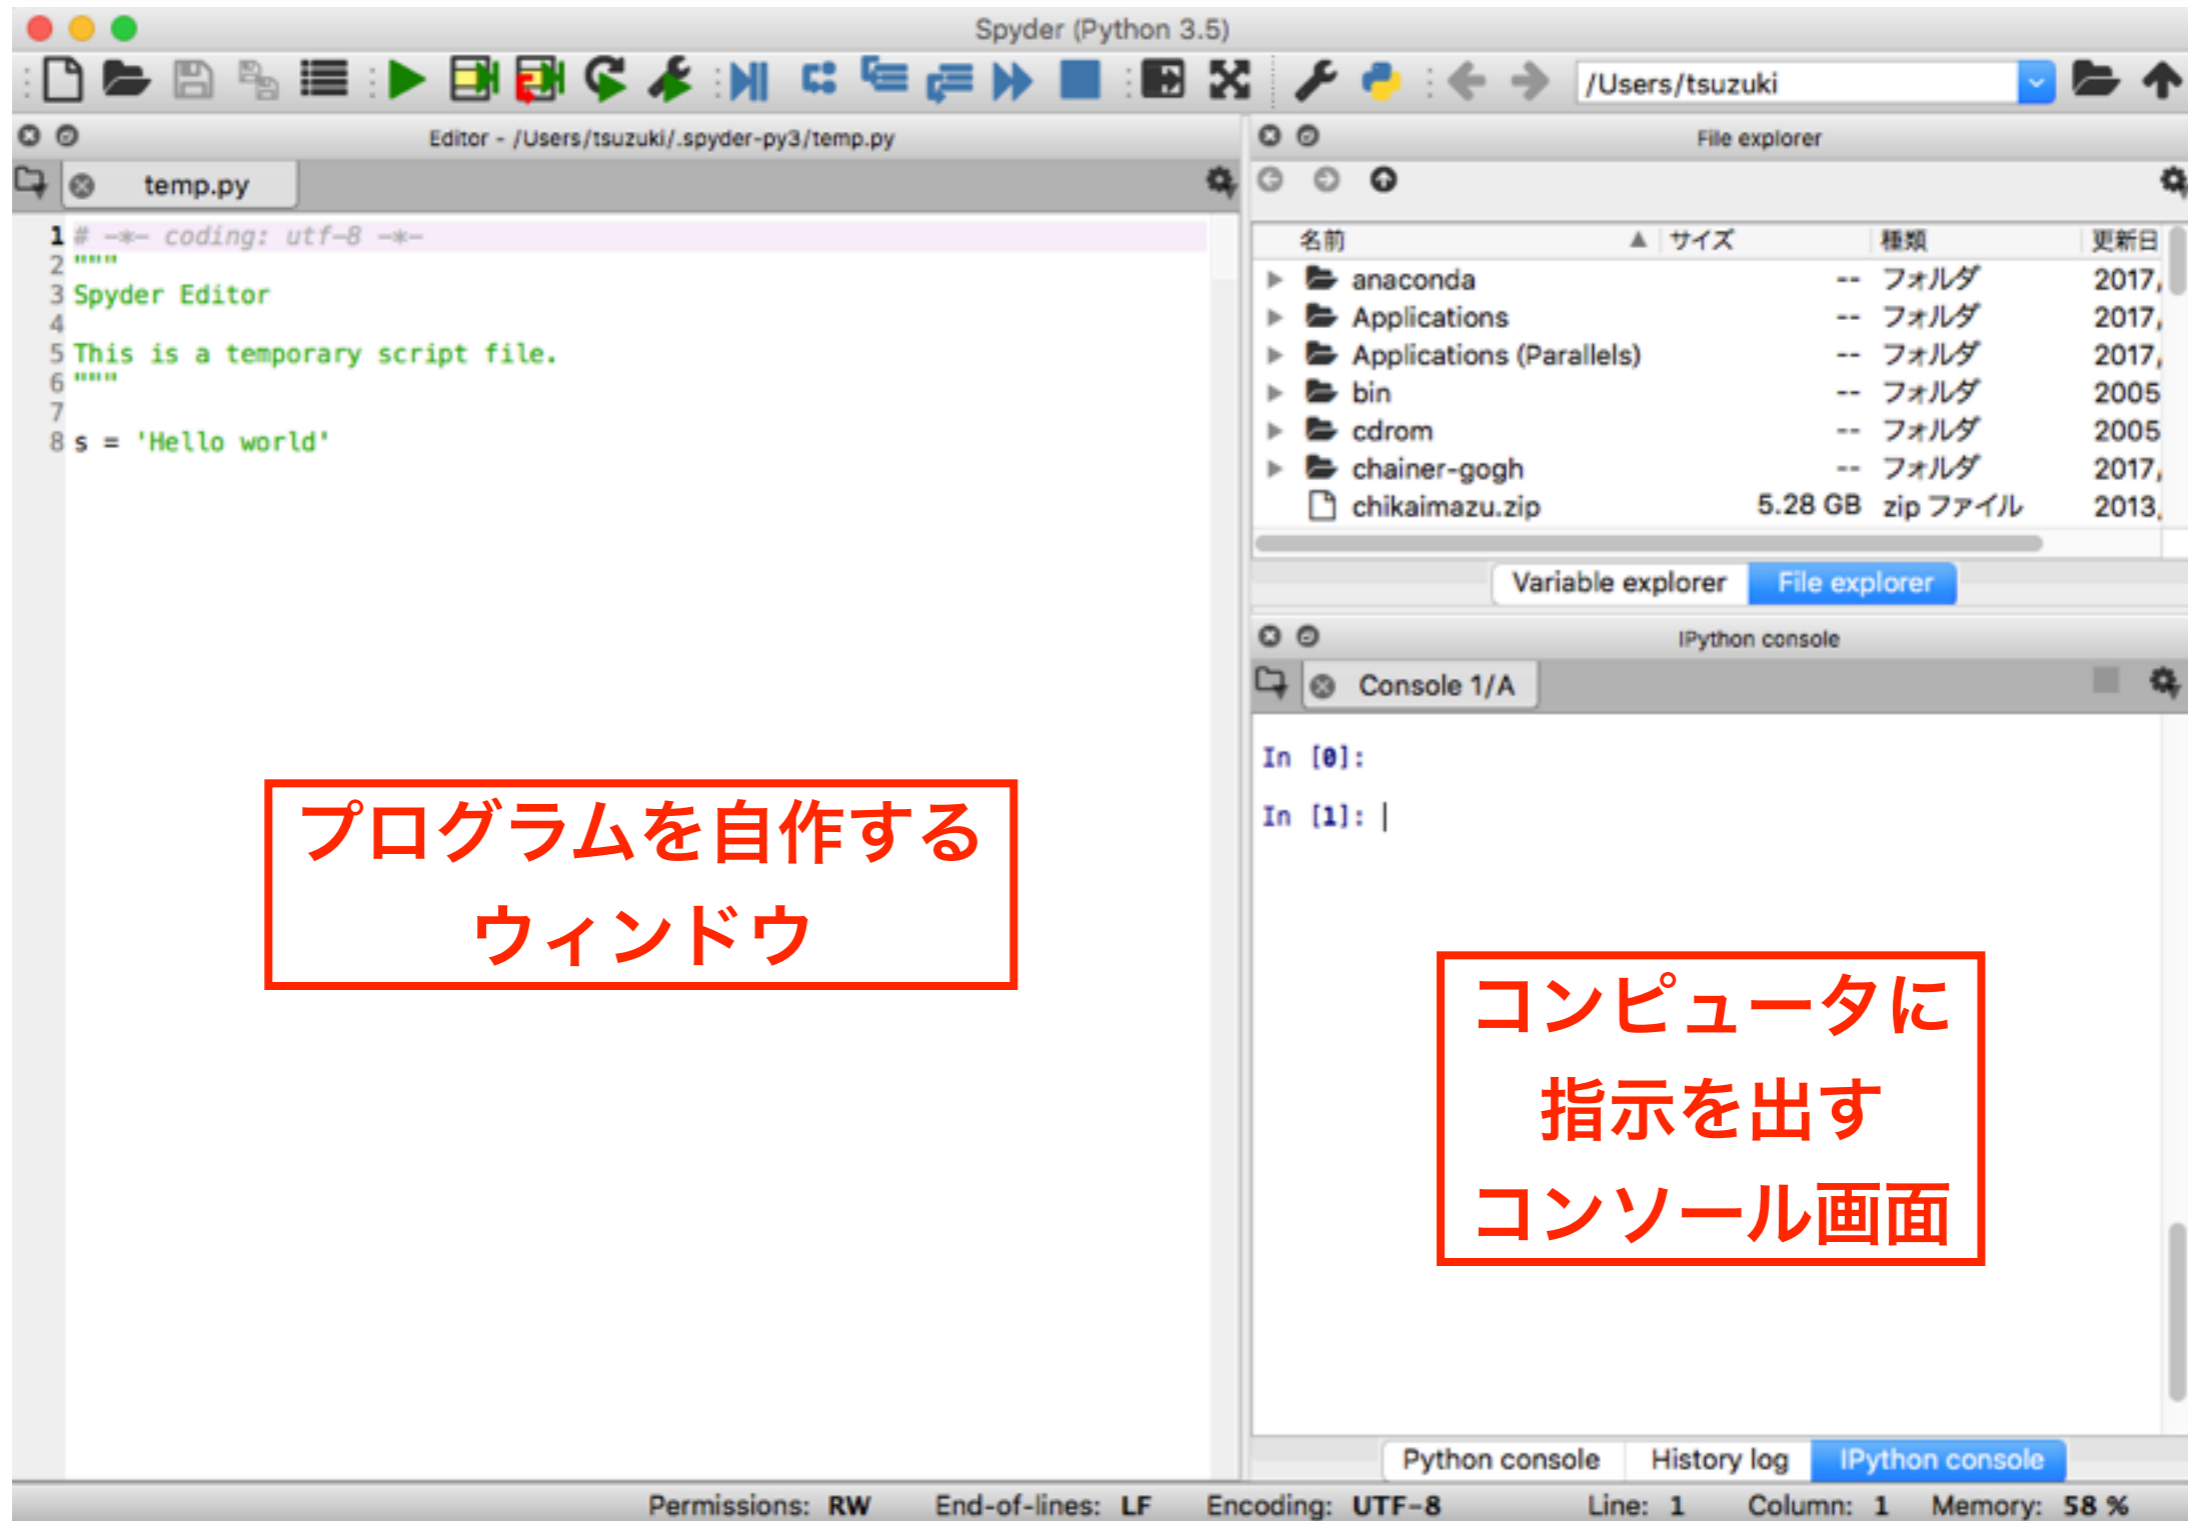 Spyder (Python 3.5)
/Users/tsuzuki
Editor - /Users/tsuzuki/.spyder-py3/temp.py
temp.py
1 # -*- coding: utf-8 -*-
2 """
3 Spyder Editor
4
5 This is a temporary script file.
6 """
7
8 s = 'Hello world'
プログラムを自作する
ウィンドウ
File explorer
名前 サイズ 種類 更新日
anaconda -- フォルダ 2017,
Applications -- フォルダ 2017,
Applications (Parallels) -- フォルダ 2017,
bin -- フォルダ 2005
cdrom -- フォルダ 2005
chainer-gogh -- フォルダ 2017,
chikaimazu.zip 5.28 GB zip ファイル 2013,
Variable explorer File explorer
IPython console
Console 1/A
In [0]:
In [1]:
コンピュータに
指示を出す
コンソール画面
Python console History log IPython console
Permissions: RW End-of-lines: LF Encoding: UTF-8 Line: 1 Column: 1 Memory: 58 %